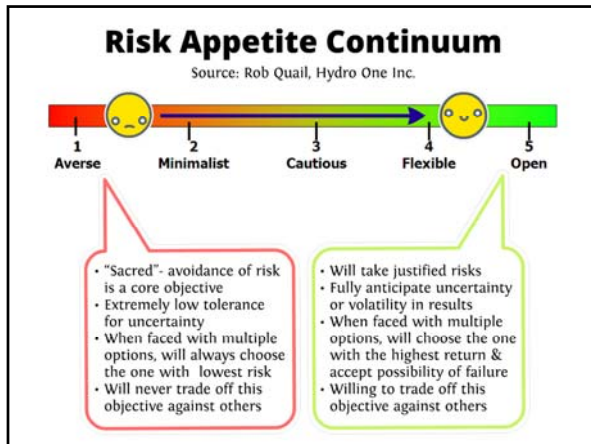 Risk Appetite Continuum
Source: Rob Quail, Hydro One Inc.
1 2 3 4 5
Averse Minimalist Cautious Flexible Open
• “Sacred”- avoidance of risk
is a core objective
• Extremely low tolerance
for uncertainty
• When faced with multiple
options, will always choose
the one with lowest risk
• Will never trade off this
objective against others
• Will take justified risks
• Fully anticipate uncertainty
or volatility in results
• When faced with multiple
options, will choose the one
with the highest return &
accept possibility of failure
• Willing to trade off this
objective against others